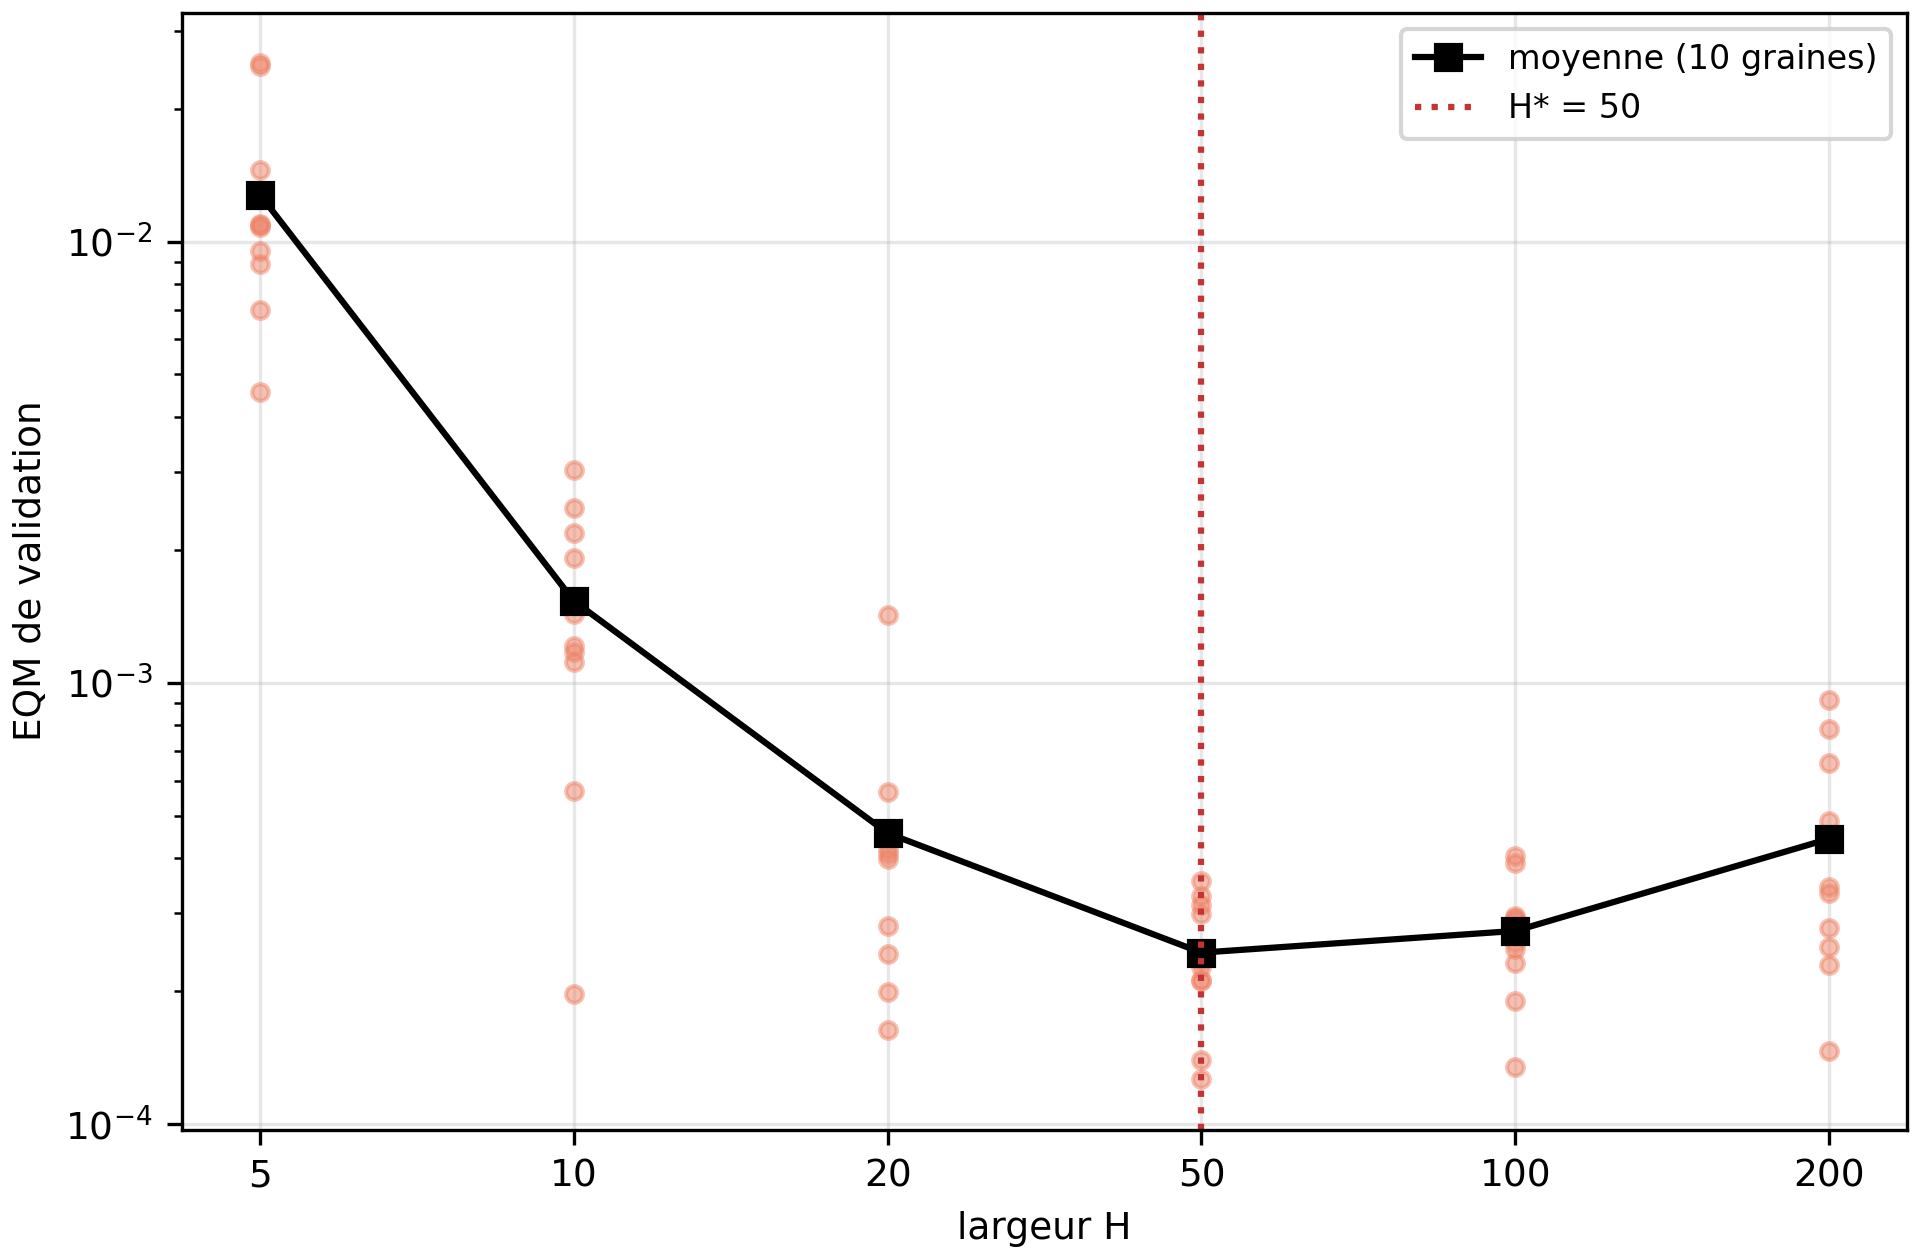 moyenne (10 graines)
H* = 50
EQM de validation
10⁻²
10⁻³
10⁻⁴
5 10 20 50 100 200
largeur H